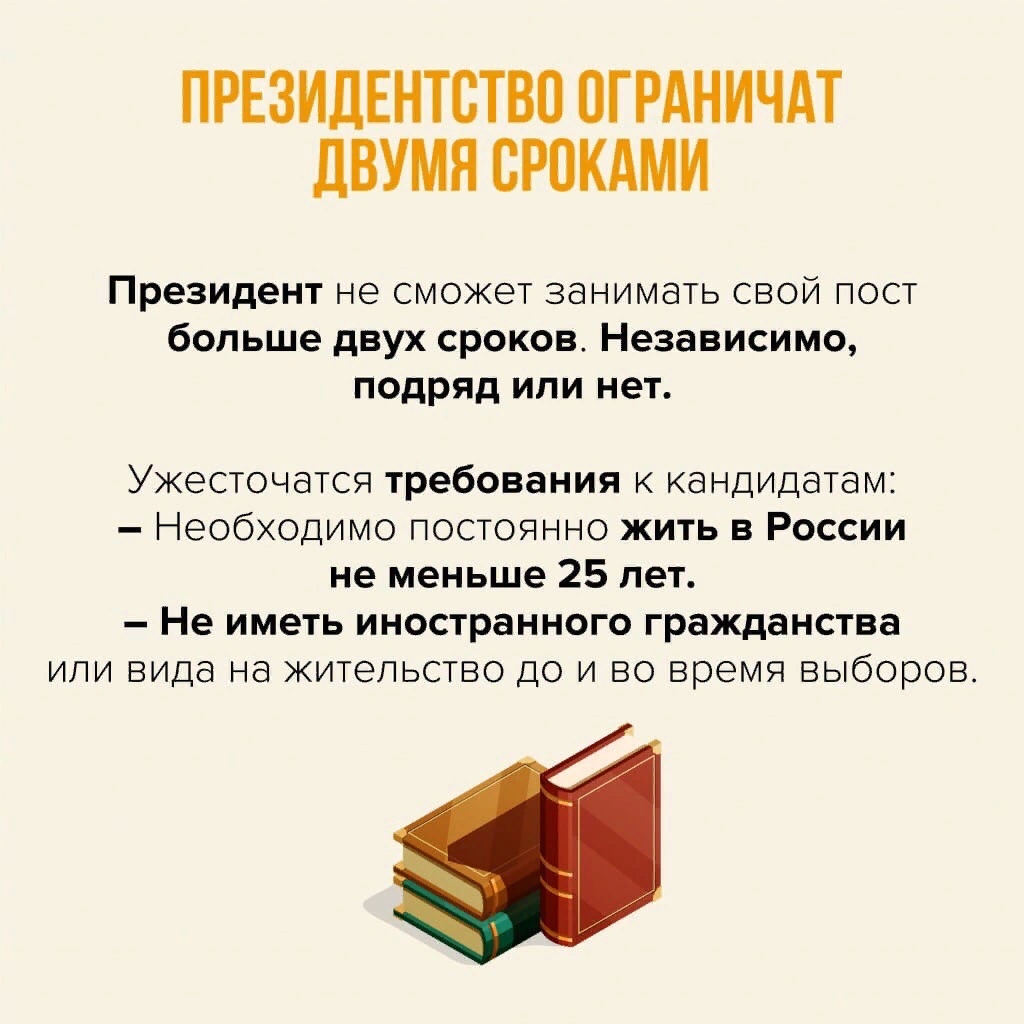 ПРЕЗИДЕНТСТВО ОГРАНИЧАТ
ДВУМЯ СРОКАМИ
Президент не сможет занимать свой пост
больше двух сроков. Независимо,
подряд или нет.
Ужесточатся требования к кандидатам:
– Необходимо постоянно жить в России
не меньше 25 лет.
– Не иметь иностранного гражданства
или вида на жительство до и во время выборов.